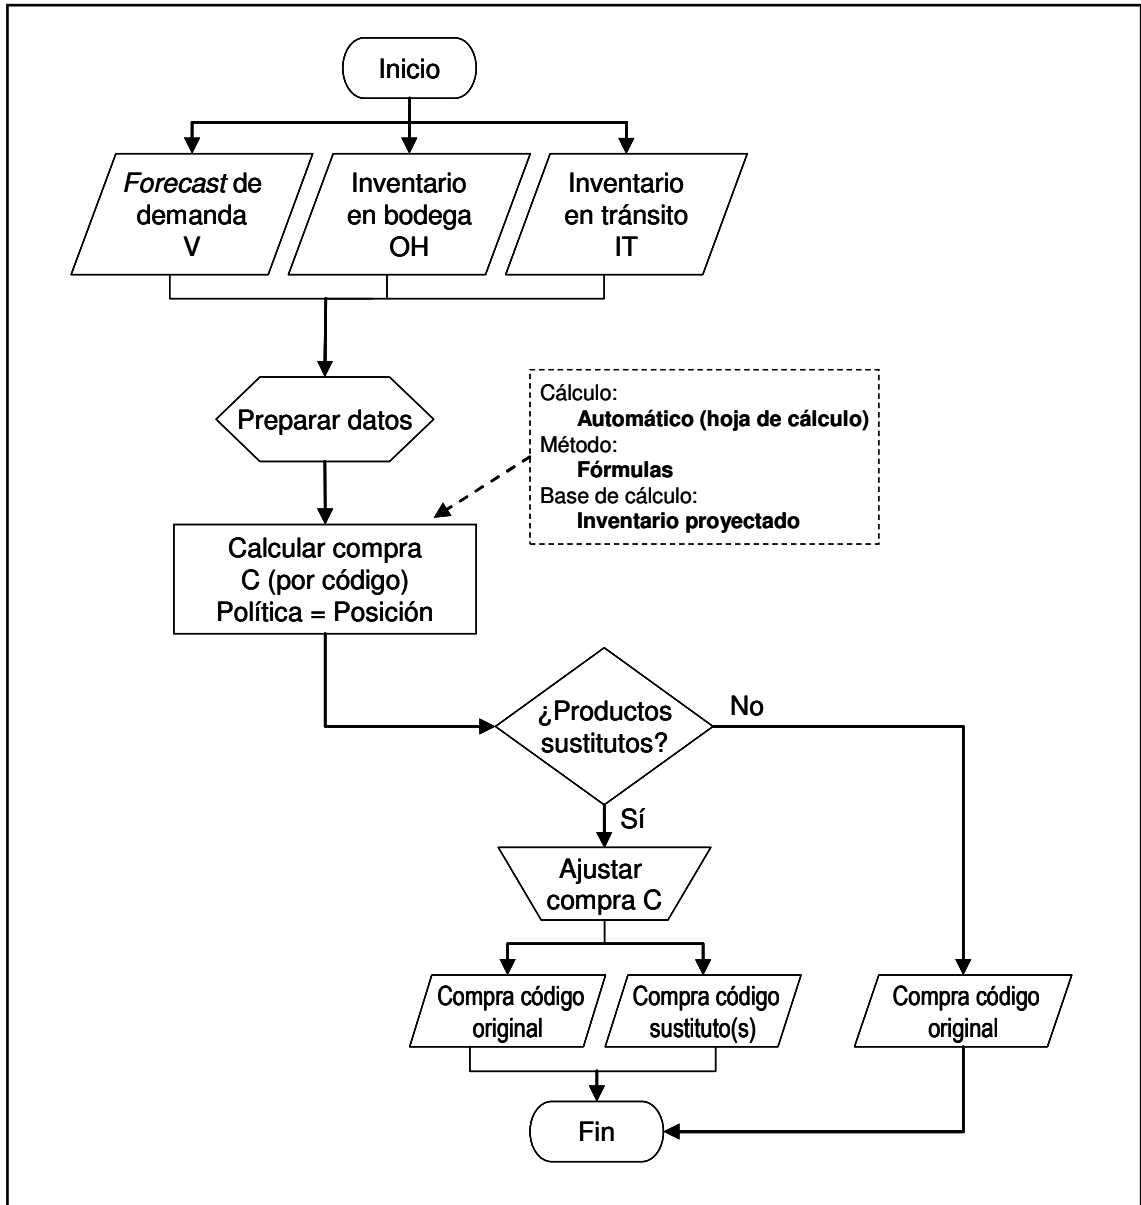 Inicio
Forecast de
demanda
V
Inventario
en bodega
OH
Inventario
en tránsito
IT
Preparar datos
Cálculo:
Automático (hoja de cálculo)
Método:
Fórmulas
Base de cálculo:
Inventario proyectado
Calcular compra
C (por código)
Política = Posición
¿Productos
sustitutos?
No
Sí
Ajustar
compra C
Compra código
original
Compra código
sustituto(s)
Compra código
original
Fin